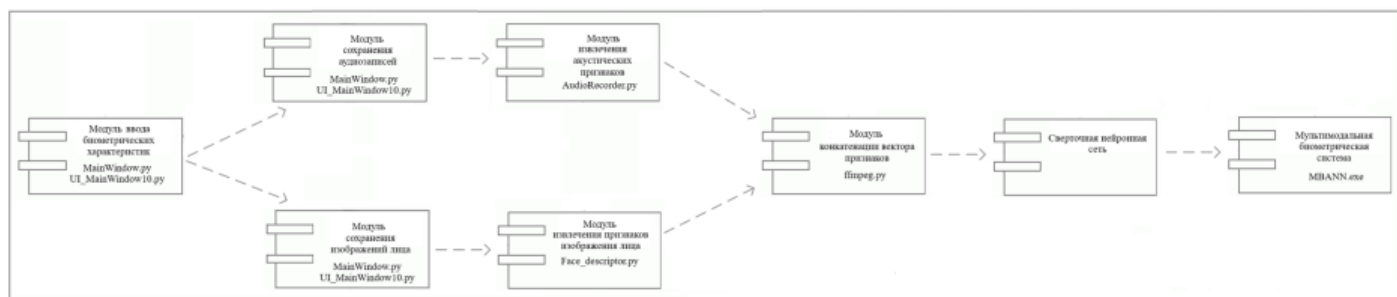 Модуль ввода
биометрических
характеристик
MainWindow.py
UI_MainWindow10.py
Модуль
сохранения
аудиозаписей
MainWindow.py
UI_MainWindow10.py
Модуль
извлечения
акустических
признаков
AudioRecorder.py
Модуль
сохранения
изображений лица
MainWindow.py
UI_MainWindow10.py
Модуль
извлечения признаков
изображения лица
Face_descriptor.py
Модуль
конкатенации вектора
признаков
ffmpeg.py
Сверточная нейронная
сеть
Мультимодальная
биометрическая
система
MBANN.exe